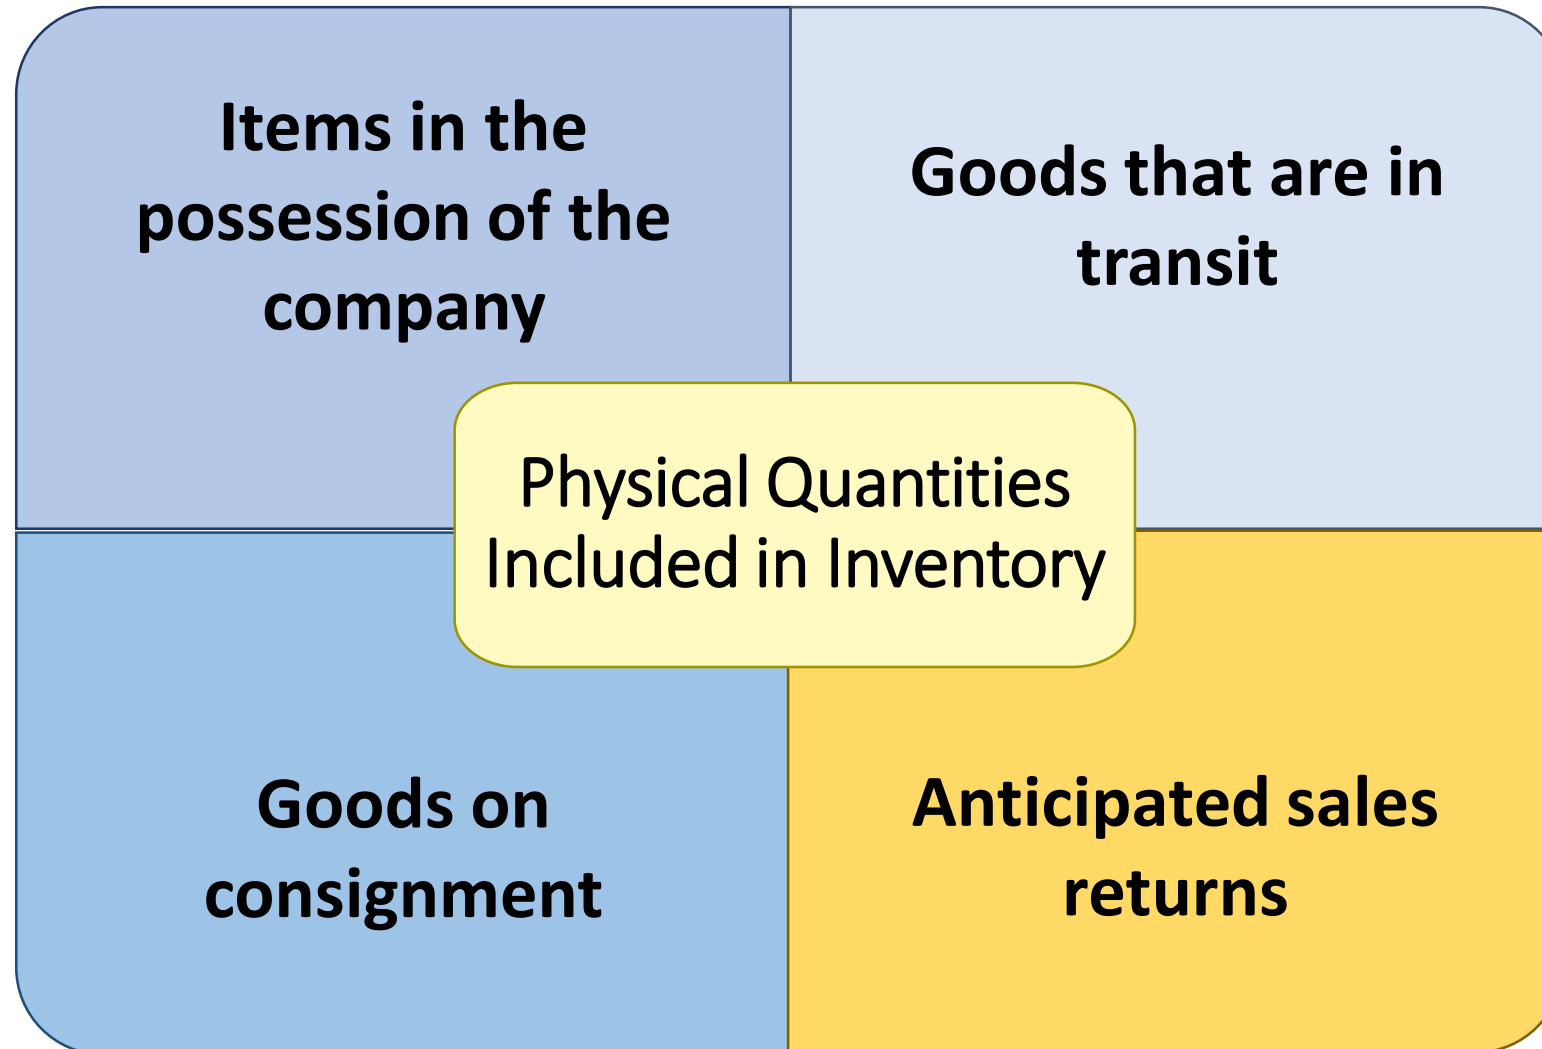 Items in the
possession of the
company
Goods that are in
transit
Physical Quantities
Included in Inventory
Goods on
consignment
Anticipated sales
returns